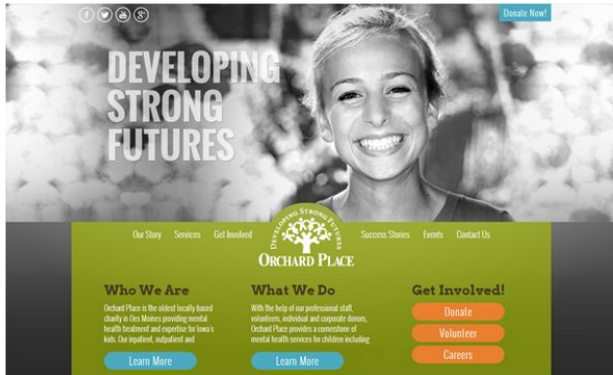 Donate Now!
DEVELOPING
STRONG
FUTURES
Our Story Services Get Involved
DEVELOPING STRONG FUTURES
ORCHARD PLACE
Success Stories Events Contact Us
Who We Are
Orchard Place is the oldest locally based
charity in Des Moines providing mental
health treatment and expertise for Iowa's
kids. Our inpatient, outpatient and
Learn More
What We Do
With the help of our professional staff,
volunteers, individual and corporate donors,
Orchard Place provides a cornerstone of
mental health services for children including
Learn More
Get Involved!
Donate
Volunteer
Careers